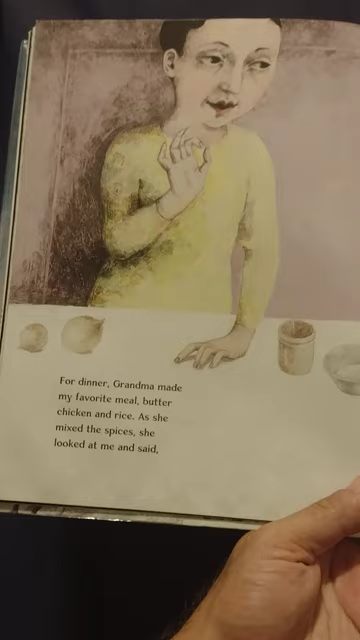 For dinner, Grandma made
my favorite meal, butter
chicken and rice. As she
mixed the spices, she
looked at me and said,